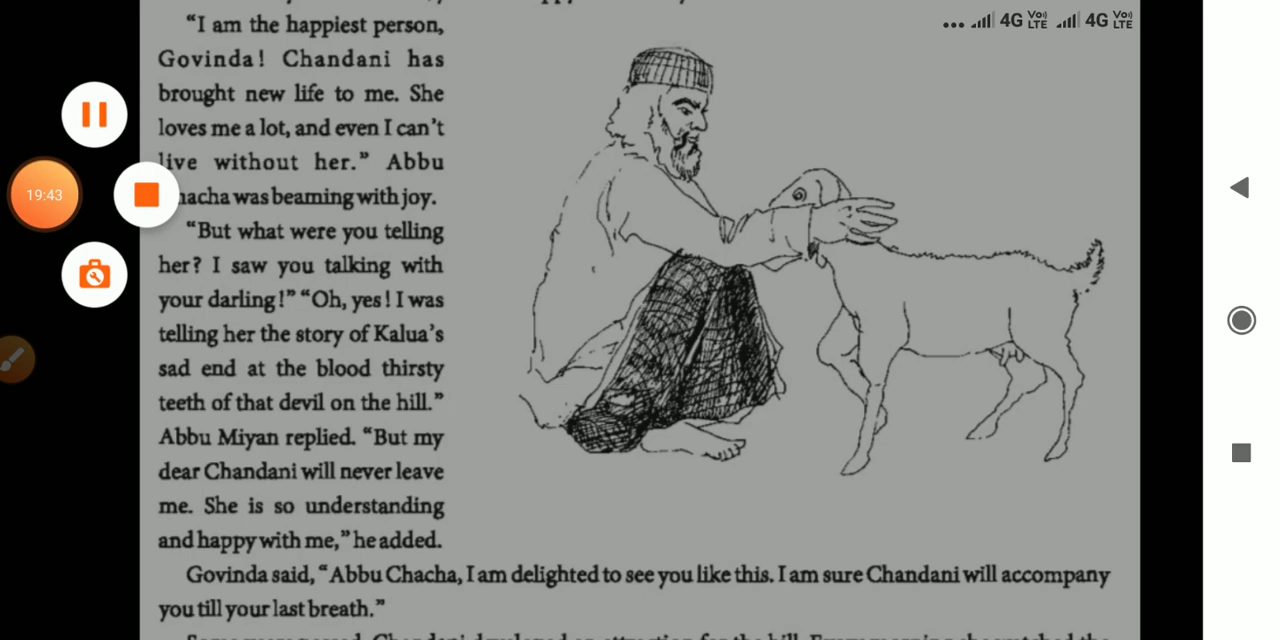 "I am the happiest person,
Govinda! Chandani has
brought new life to me. She
loves me a lot, and even I can't
live without her." Abbu
was beaming with joy.
"But what were you telling
her? I saw you talking with
your darling!" "Oh, yes! I was
telling her the story of Kalua's
sad end at the blood thirsty
teeth of that devil on the hill."
Abbu Miyan replied. "But my
dear Chandani will never leave
me. She is so understanding
and happy with me," he added.
Govinda said, "Abbu Chacha, I am delighted to see you like this. I am sure Chandani will accompany
you till your last breath."
4G Vo) LTE 4G Vo) LTE
19:43